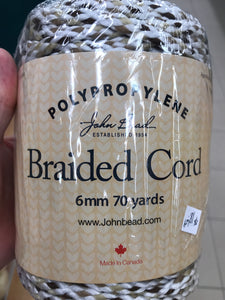 POLYPROPYLENE
John Bead
ESTABLISHED 1954
Braided Cord
6mm 70 yards
www.Johnbead.com
Made in Canada